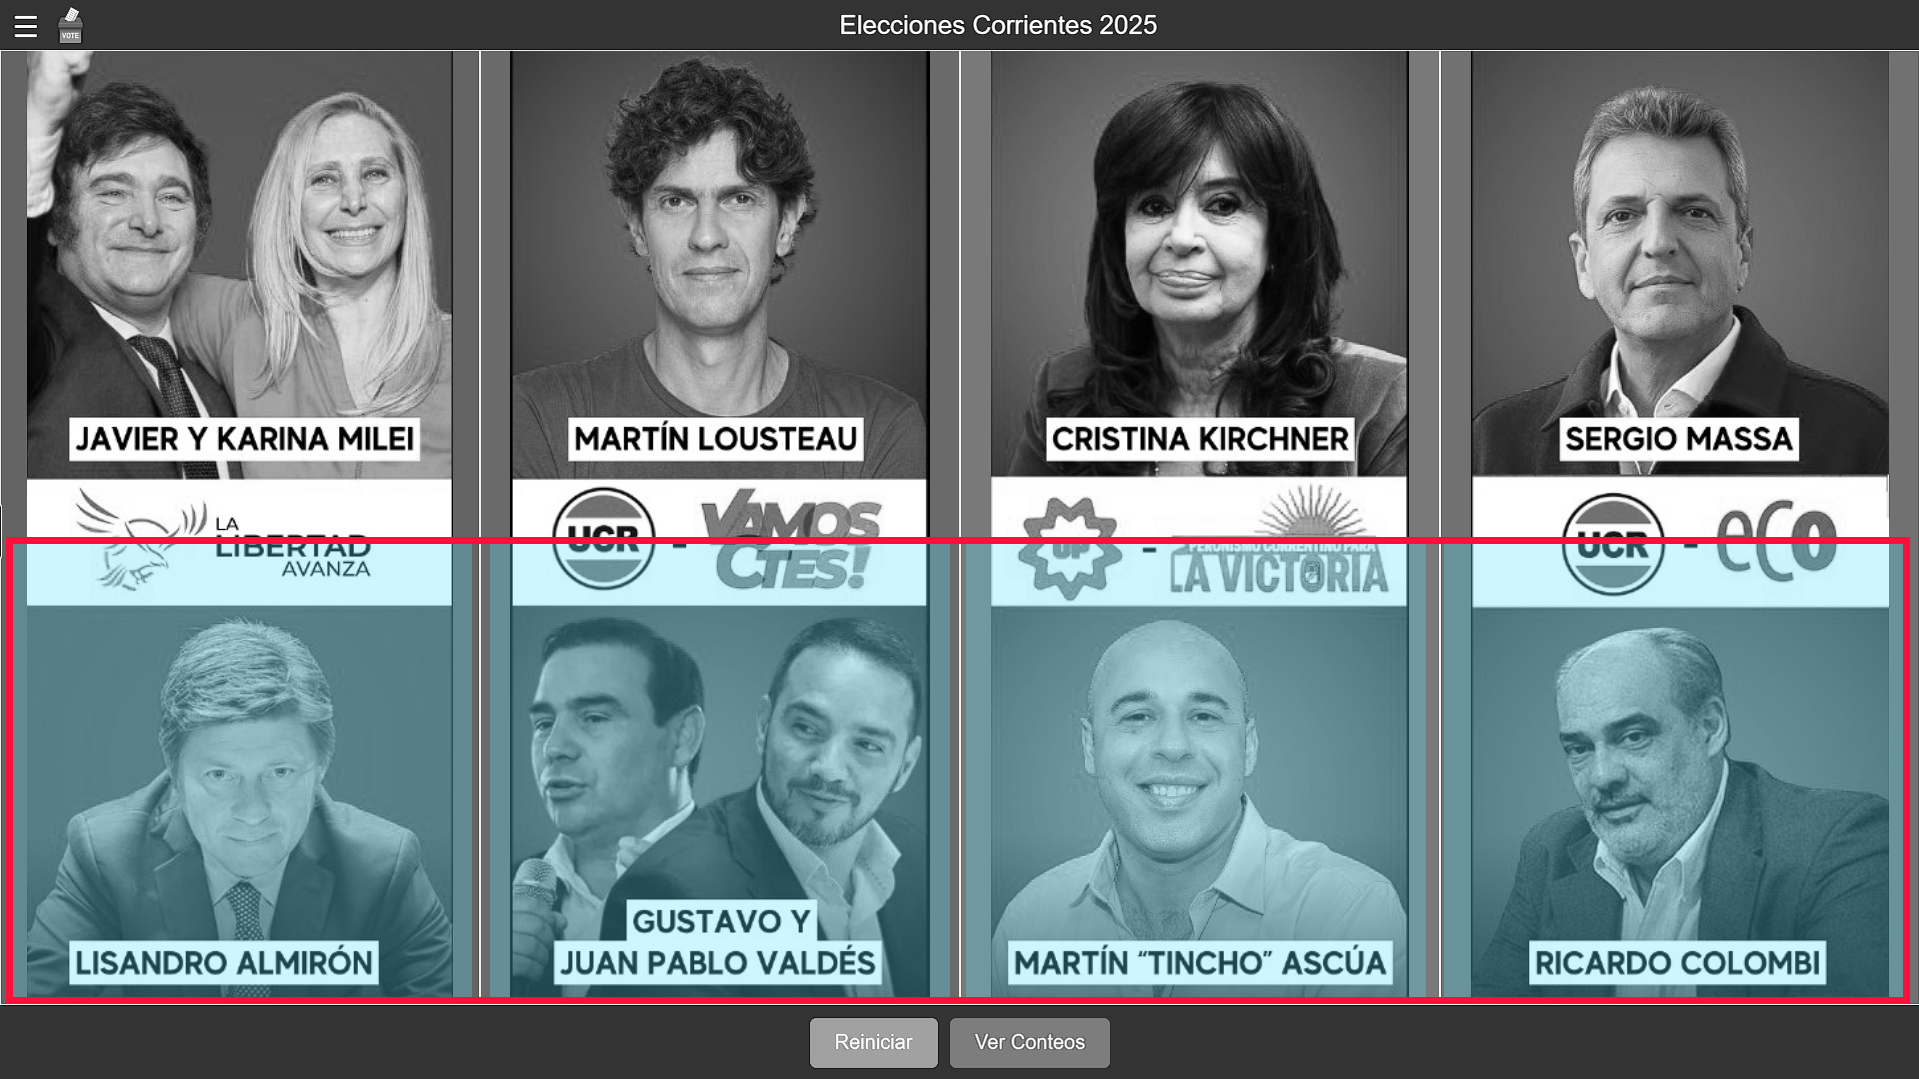 VOTE
Elecciones Corrientes 2025
JAVIER Y KARINA MILEI
MARTÍN LOUSTEAU
CRISTINA KIRCHNER
SERGIO MASSA
LA
LIBERTAD
AVANZA
UCR - VAMOS
CTES!
UP - PERONISMO CORRENTINO PARA
LA VICTORIA
UCR - eco
LISANDRO ALMIRÓN
GUSTAVO Y
JUAN PABLO VALDÉS
MARTÍN “TINCHO” ASCÚA
RICARDO COLOMBI
Reiniciar
Ver Conteos